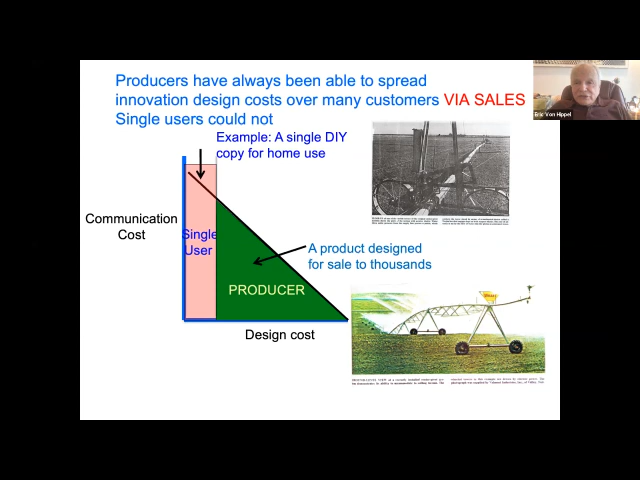 Producers have always been able to spread
innovation design costs over many customers VIA SALES
Single users could not
Eric Von Hippel
Example: A single DIY
copy for home use
Communication
Cost
Single
User
A product designed
for sale to thousands
PRODUCER
Design cost